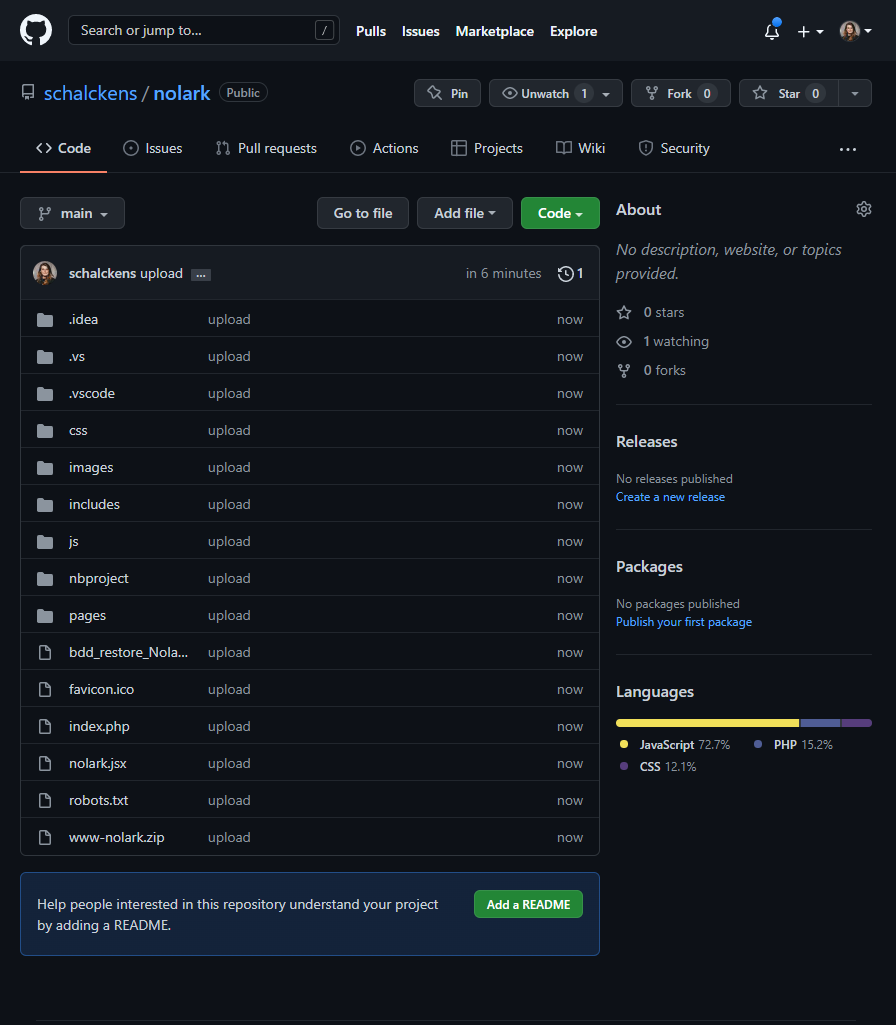 Search or jump to... /
Pulls Issues Marketplace Explore
schalckens / nolark Public
Pin Unwatch 1 Fork 0 Star 0
Code Issues Pull requests Actions Projects Wiki Security ...
main Go to file Add file Code
schalckens upload ... in 6 minutes 1
.idea upload now
.vs upload now
.vscode upload now
css upload now
images upload now
includes upload now
js upload now
nbproject upload now
pages upload now
bdd_restore_Nola... upload now
favicon.ico upload now
index.php upload now
nolark.jsx upload now
robots.txt upload now
www-nolark.zip upload now
Help people interested in this repository understand your project
by adding a README.
Add a README
About
No description, website, or topics
provided.
0 stars
1 watching
0 forks
Releases
No releases published
Create a new release
Packages
No packages published
Publish your first package
Languages
JavaScript 72.7% PHP 15.2%
CSS 12.1%